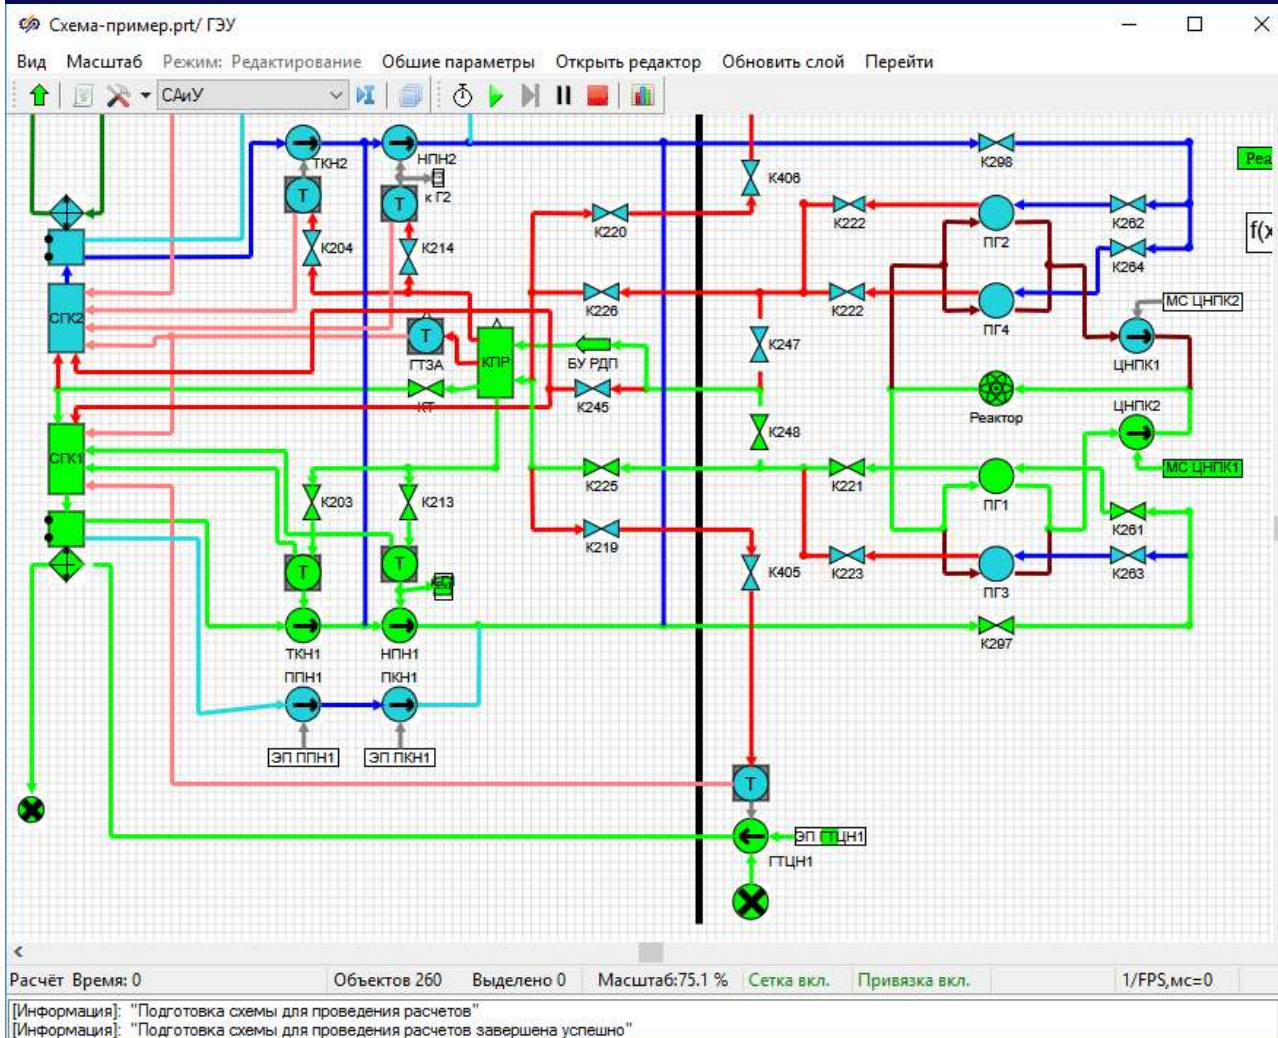 Схема-пример.prt/ ГЭУ
Вид Масштаб Режим: Редактирование Обшие параметры Открыть редактор Обновить слой Перейти
САиУ
ТКН2
НПН2
К298
К406
Реа
Т
Т
к Г2
К222
ПГ2
К262
К220
f(x
К204
К214
К264
СГК2
К226
К222
ПГ4
МС ЦНПК2
Т
ГТЗА
КПР
БУ РДП
К247
ЦНПК1
КТ
К245
Реактор
ЦНПК2
К248
СГК1
МС ЦНПК1
К225
К221
ПГ1
К203
К213
К261
К219
Т
Т
К405
К223
К263
ПГ3
ТКН1
НПН1
К297
ППН1
ПКН1
ЭП ППН1
ЭП ПКН1
Т
ЭП ГТЦН1
ГТЦН1
Расчёт Время: 0 Объектов 260 Выделено 0 Масштаб:75.1 % Сетка вкл. Привязка вкл. 1/FPS,мс=0
[Информация]: "Подготовка схемы для проведения расчетов"
[Информация]: "Подготовка схемы для проведения расчетов завершена успешно"